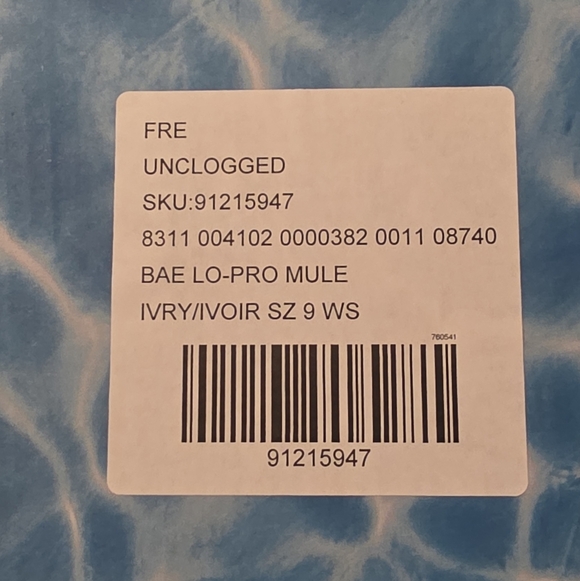 FRE
UNCLOGGED
SKU:91215947
8311 004102 0000382 0011 08740
BAE LO-PRO MULE
IVRY/IVOIR SZ 9 WS
760541
91215947